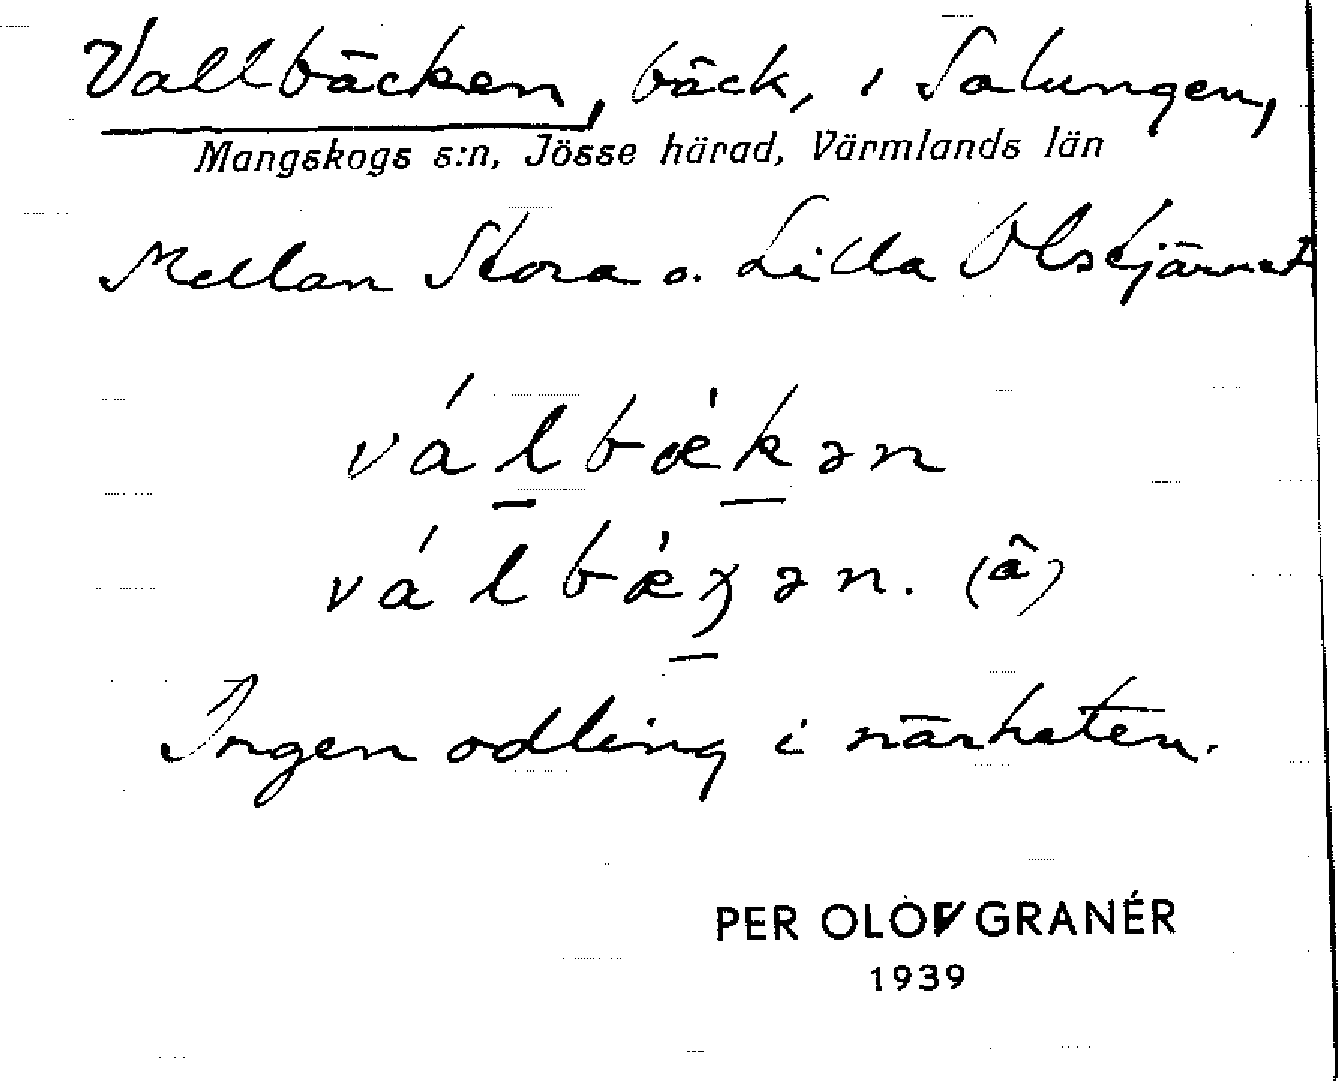 Vallbäcken, bäck, i Salungen,
Mangskogs s:n, Jösse härad, Värmlands län
Mellan Stora o. Lilla Olstjärnet
válbækən
válbæχən. (â)
Ingen odling i närheten.
PER OLOV GRANÉR
1939